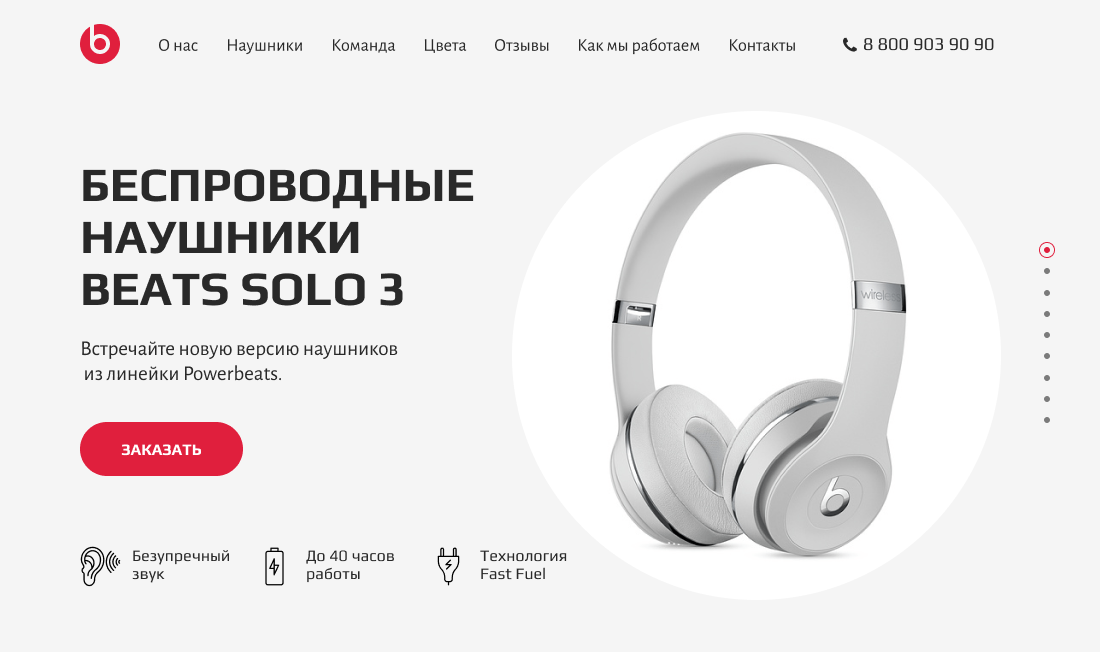 О нас Наушники Команда Цвета Отзывы Как мы работаем Контакты 8 800 903 90 90
БЕСПРОВОДНЫЕ
НАУШНИКИ
BEATS SOLO 3
Встречайте новую версию наушников
из линейки Powerbeats.
ЗАКАЗАТЬ
Безупречный
звук
До 40 часов
работы
Технология
Fast Fuel